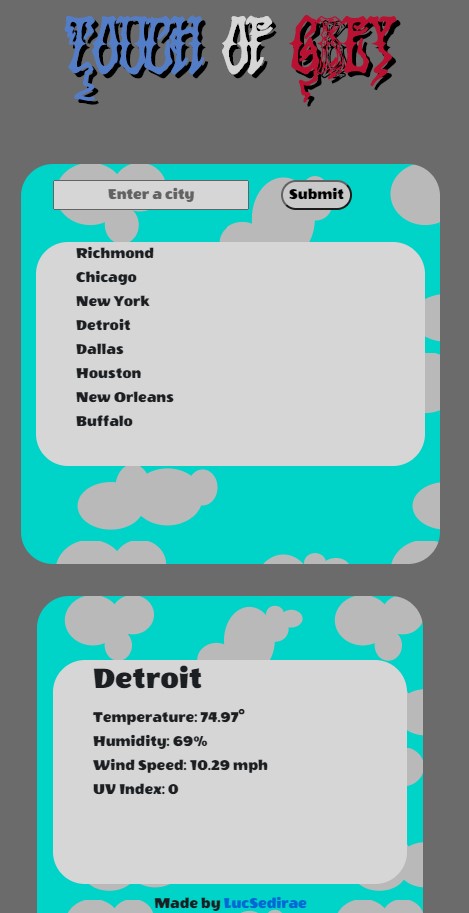 TOUCH OF GREY
Enter a city
Submit
Richmond
Chicago
New York
Detroit
Dallas
Houston
New Orleans
Buffalo
Detroit
Temperature: 74.97°
Humidity: 69%
Wind Speed: 10.29 mph
UV Index: 0
Made by LucSedirae